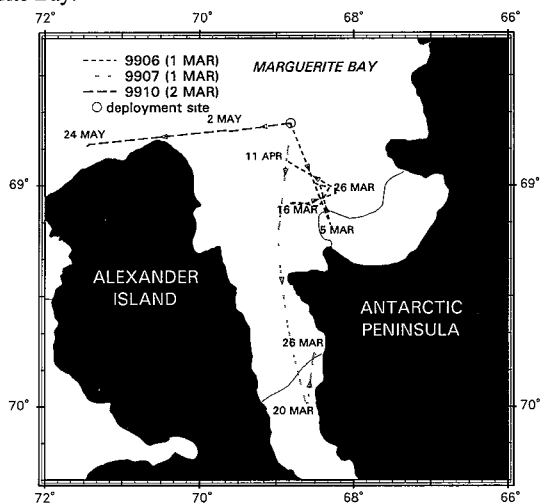 72°
70°
68°
66°
9906 (1 MAR)
9907 (1 MAR)
9910 (2 MAR)
deployment site
MARGUERITE BAY
2 MAY
24 MAY
11 APR
69°
69°
26 MAR
16 MAR
5 MAR
ALEXANDER
ISLAND
ANTARCTIC
PENINSULA
26 MAR
20 MAR
70°
70°
72°
70°
68°
66°